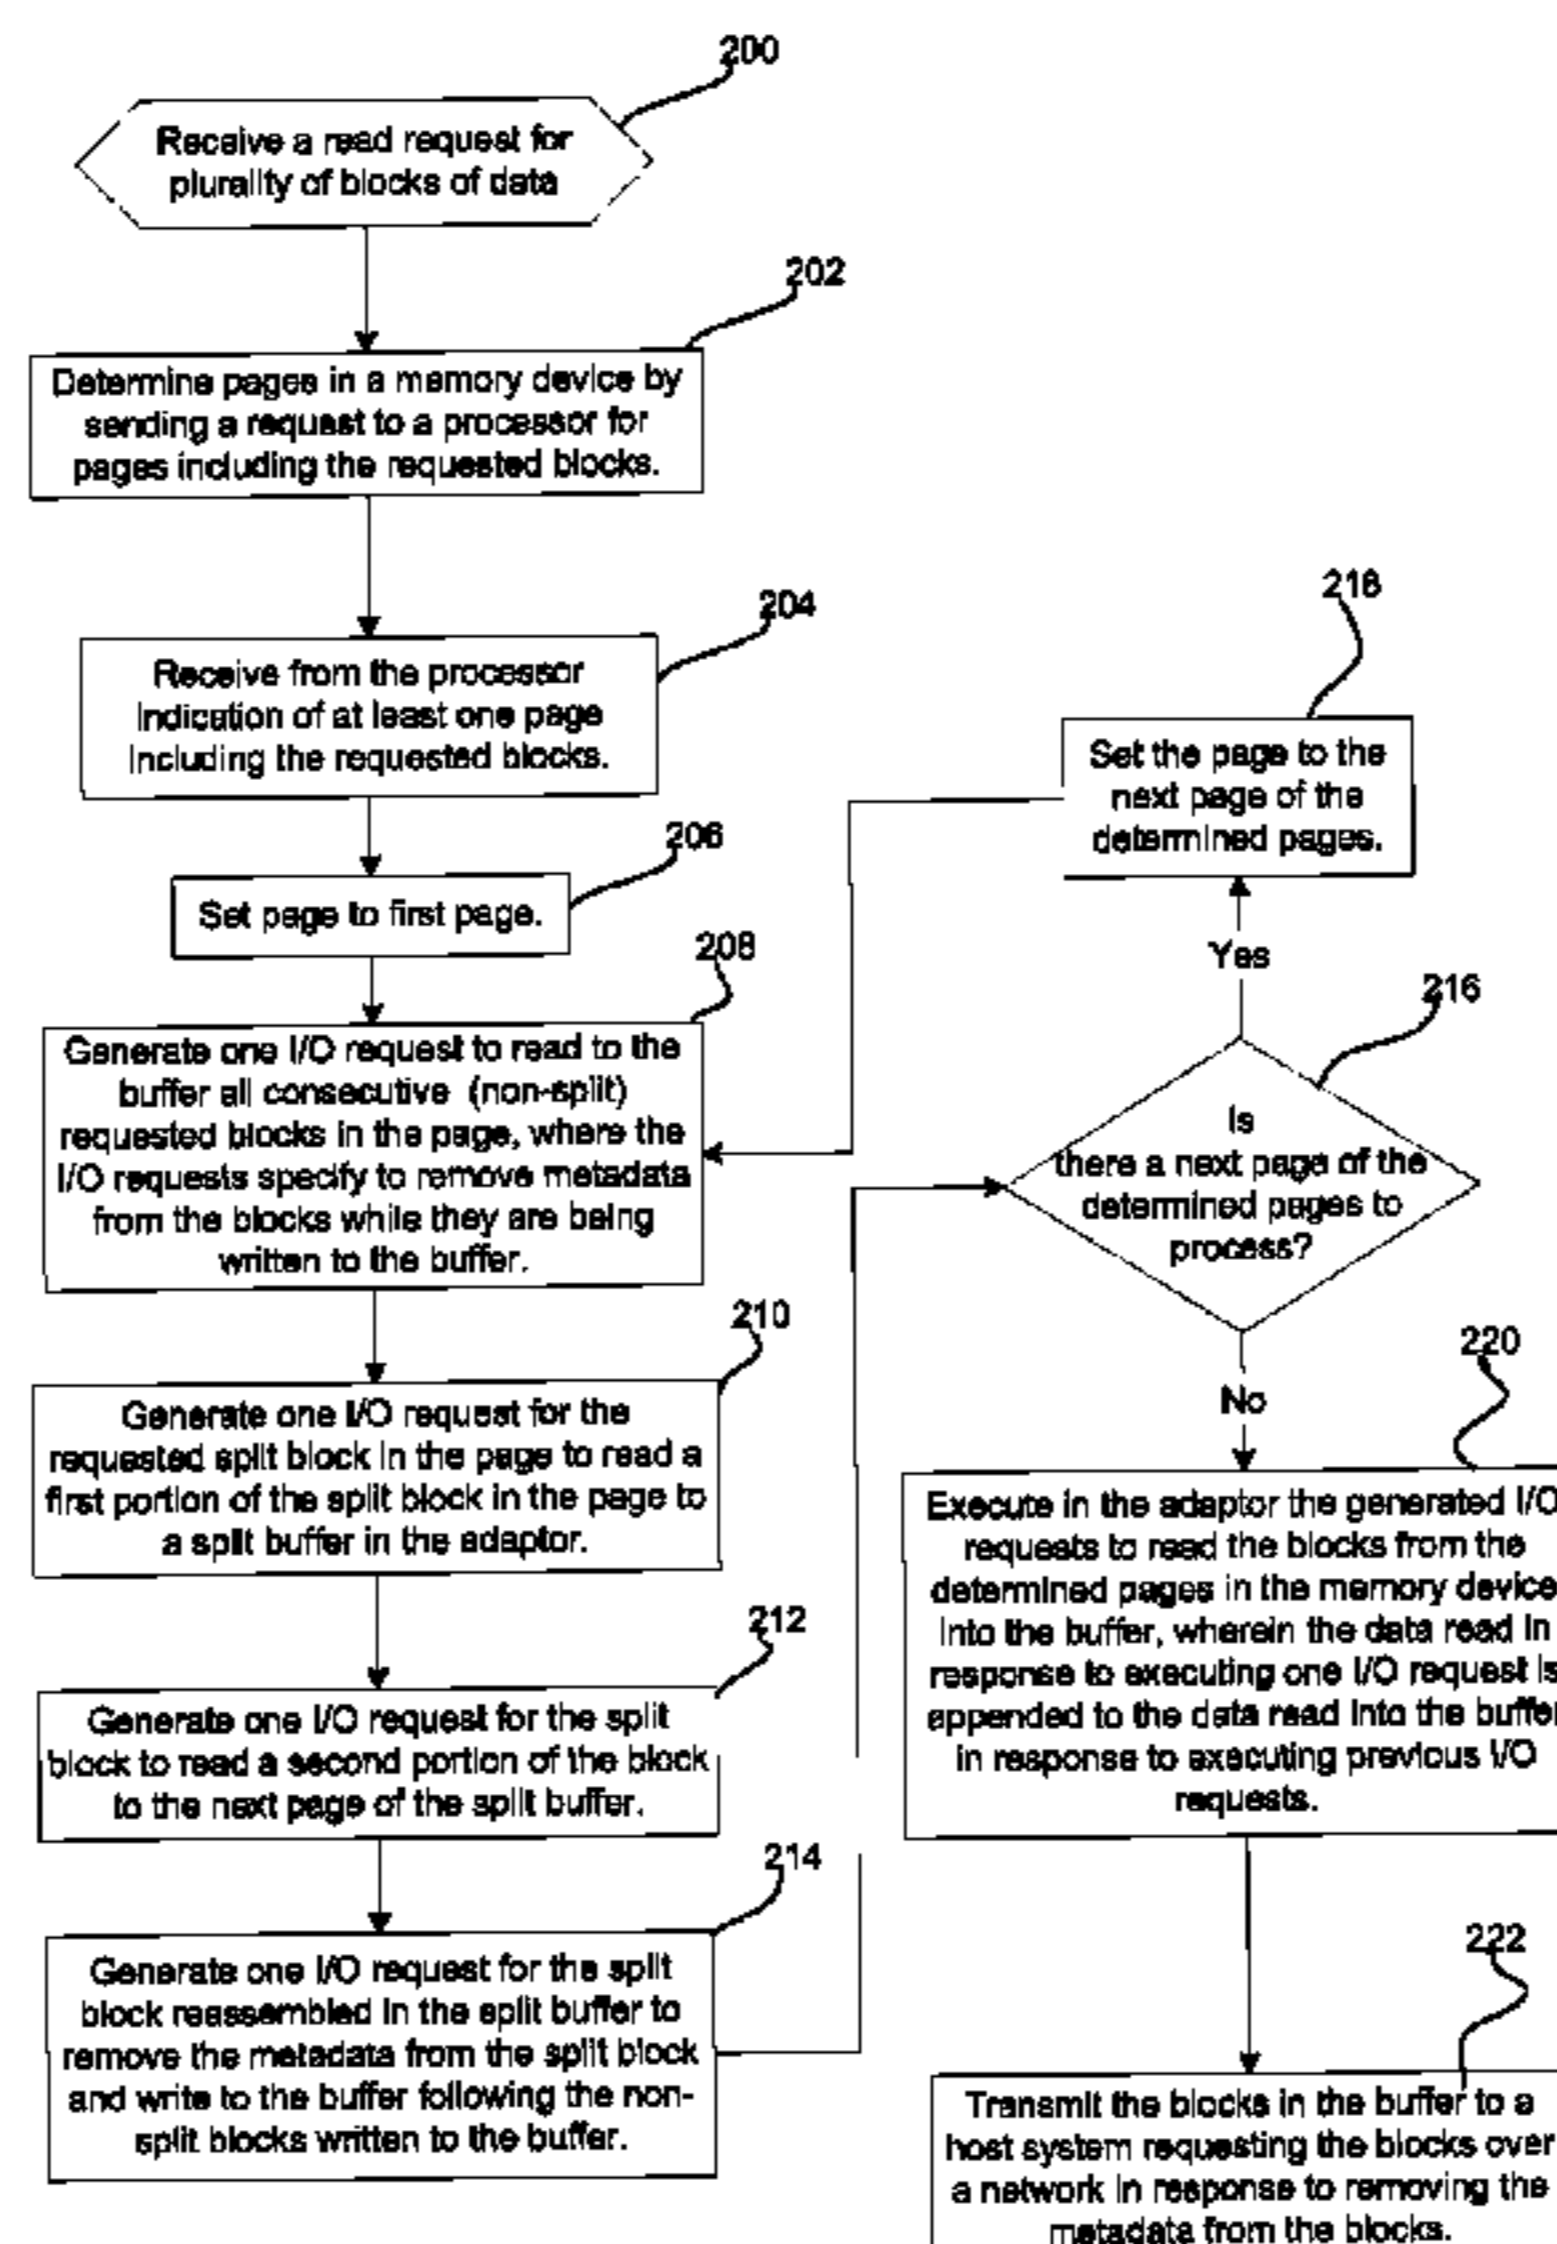 200
Receive a read request for
plurality of blocks of data
202
Determine pages in a memory device by
sending a request to a processor for
pages including the requested blocks.
204
Receive from the processor
indication of at least one page
including the requested blocks.
206
Set page to first page.
208
Generate one I/O request to read to the
buffer all consecutive (non-split)
requested blocks in the page, where the
I/O requests specify to remove metadata
from the blocks while they are being
written to the buffer.
210
Generate one I/O request for the
requested split block in the page to read a
first portion of the split block in the page to
a split buffer in the adaptor.
212
Generate one I/O request for the split
block to read a second portion of the block
to the next page of the split buffer.
214
Generate one I/O request for the split
block reassembled in the split buffer to
remove the metadata from the split block
and write to the buffer following the non-
split blocks written to the buffer.
218
Set the page to the
next page of the
determined pages.
Yes
216
Is
there a next page of the
determined pages to
process?
No
220
Execute in the adaptor the generated I/O
requests to read the blocks from the
determined pages in the memory device
into the buffer, wherein the data read in
response to executing one I/O request is
appended to the data read into the buffer
in response to executing previous I/O
requests.
222
Transmit the blocks in the buffer to a
host system requesting the blocks over
a network in response to removing the
metadata from the blocks.